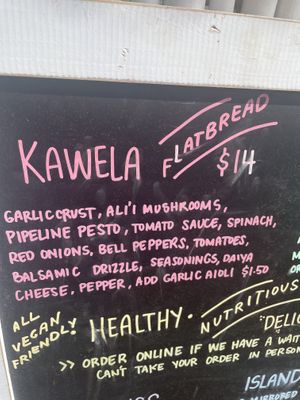 KAWELA FLATBREAD
$14
GARLIC CRUST, ALI'I MUSHROOMS,
PIPELINE PESTO, TOMATO SAUCE, SPINACH,
RED ONIONS, BELL PEPPERS, TOMATOES,
BALSAMIC DRIZZLE, SEASONINGS, DAIYA
CHEESE, PEPPER, ADD GARLIC AIOLI $1.50
ALL
VEGAN
FRIENDLY!
HEALTHY · NUTRITIOUS
>> ORDER ONLINE IF WE HAVE A WAIT
CAN'T TAKE YOUR ORDER IN PERSON
ISLAND